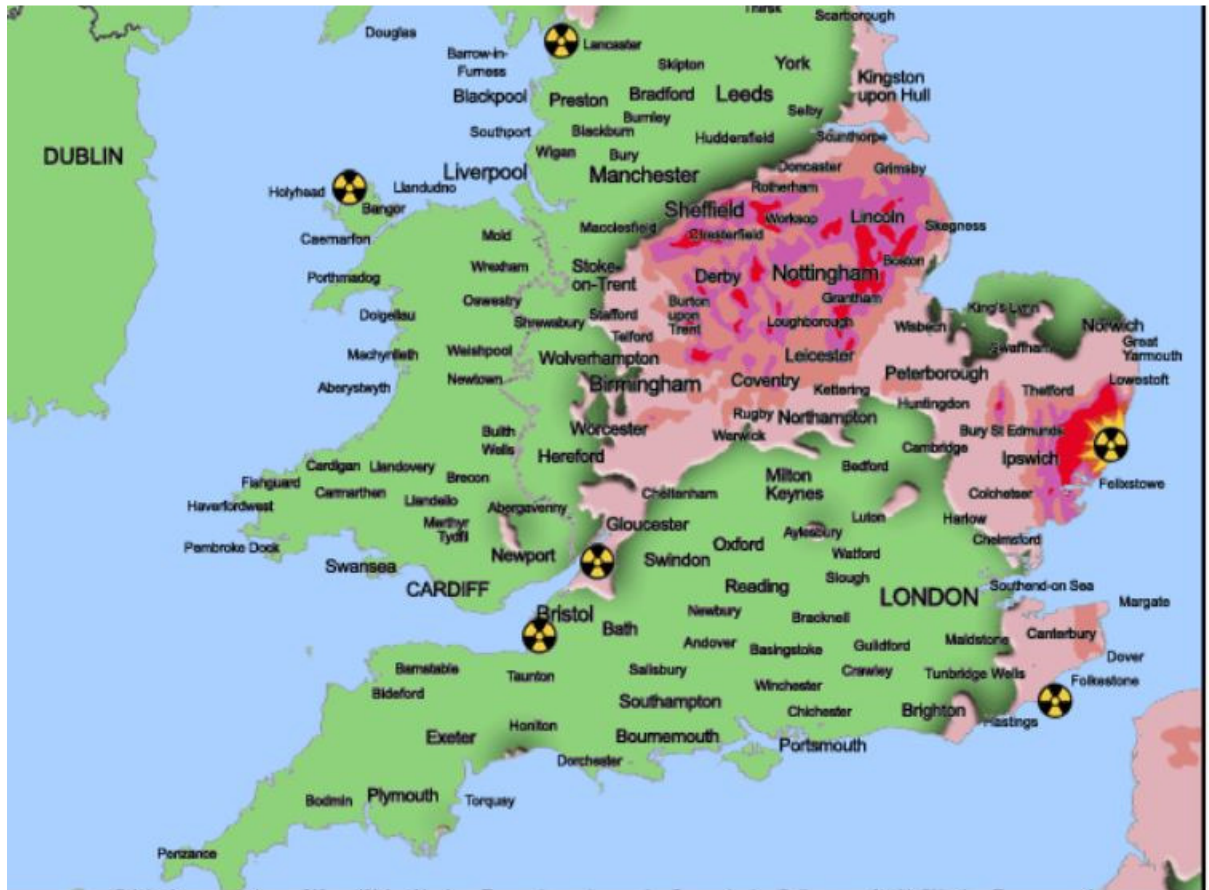 Scarborough
Douglas
Lancaster
Barrow-in-
Furness
Skipton
York
Kingston
upon Hull
Blackpool
Preston
Bradford
Leeds
Selby
Burnley
Southport
Blackburn
Huddersfield
Scunthorpe
DUBLIN
Wigan
Bury
Liverpool
Manchester
Doncaster
Grimsby
Rotherham
Holyhead
Llandudno
Bangor
Sheffield
Worksop
Lincoln
Skegness
Caernarfon
Mold
Macclesfield
Chesterfield
Boston
Porthmadog
Wrexham
Stoke-
on-Trent
Derby
Nottingham
Oswestry
Burton
upon
Trent
Grantham
King's Lynn
Dolgellau
Shrewsbury
Stafford
Loughborough
Wisbech
Norwich
Telford
Great
Yarmouth
Machynlleth
Welshpool
Wolverhampton
Leicester
Swaffham
Aberystwyth
Newtown
Birmingham
Coventry
Kettering
Peterborough
Thetford
Lowestoft
Huntingdon
Rugby
Northampton
Builth
Wells
Worcester
Warwick
Bury St Edmunds
Cambridge
Hereford
Ipswich
Cardigan
Llandovery
Brecon
Milton
Keynes
Bedford
Fishguard
Carmarthen
Llandeilo
Abergavenny
Cheltenham
Colchetser
Felixstowe
Haverfordwest
Merthyr
Tydfil
Gloucester
Luton
Harlow
Pembroke Dock
Newport
Swindon
Oxford
Aylesbury
Watford
Chelmsford
Swansea
CARDIFF
Reading
Slough
LONDON
Southend-on Sea
Margate
Bristol
Bath
Newbury
Bracknell
Canterbury
Andover
Basingstoke
Guildford
Maidstone
Dover
Barnstable
Taunton
Salisbury
Crawley
Tunbridge Wells
Folkestone
Bideford
Southampton
Winchester
Chichester
Brighton
Hastings
Exeter
Honiton
Bournemouth
Portsmouth
Dorchester
Bodmin
Plymouth
Torquay
Penzance